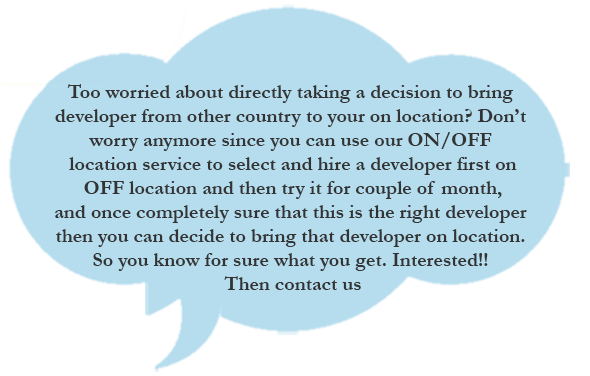 Too worried about directly taking a decision to bring
developer from other country to your on location? Don’t
worry anymore since you can use our ON/OFF
location service to select and hire a developer first on
OFF location and then try it for couple of month,
and once completely sure that this is the right developer
then you can decide to bring that developer on location.
So you know for sure what you get. Interested!!
Then contact us